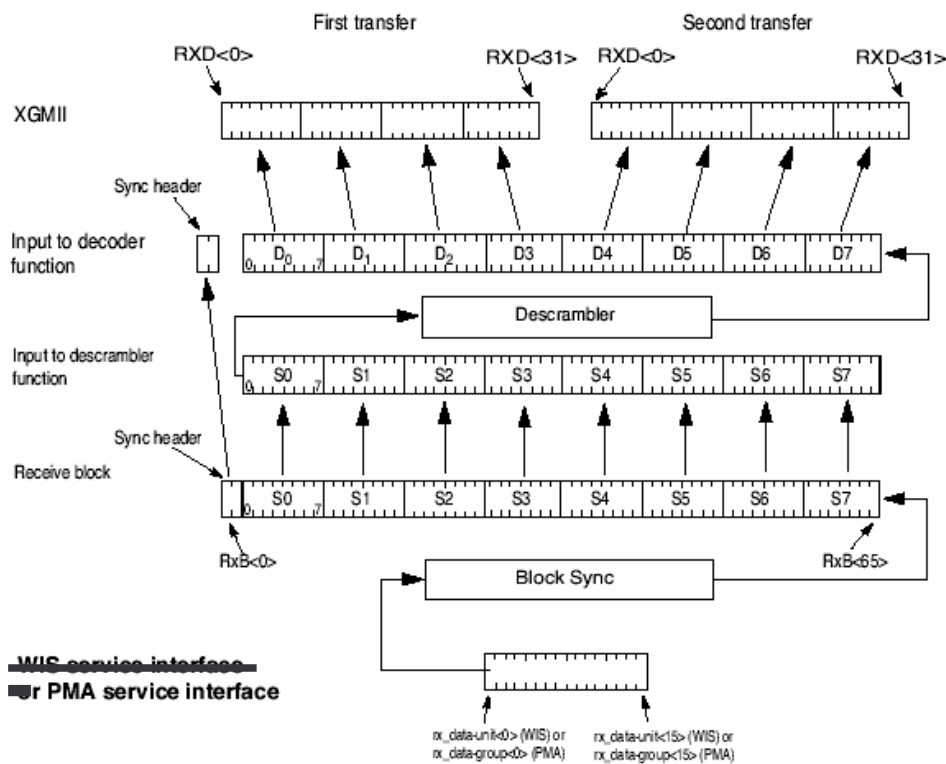 First transfer
Second transfer
RXD<0>
RXD<31>
RXD<0>
RXD<31>
XGMII
Sync header
Input to decoder
function
D0 D1 D2 D3 D4 D5 D6 D7
0 7
Descrambler
Input to descrambler
function
S0 S1 S2 S3 S4 S5 S6 S7
0 7
Sync header
Receive block
S0 S1 S2 S3 S4 S5 S6 S7
0 7
RxB<0>
RxB<65>
Block Sync
WIS service interface
or PMA service interface
rx_data-unit<0> (WIS) or
rx_data-group<0> (PMA)
rx_data-unit<15> (WIS) or
rx_data-group<15> (PMA)